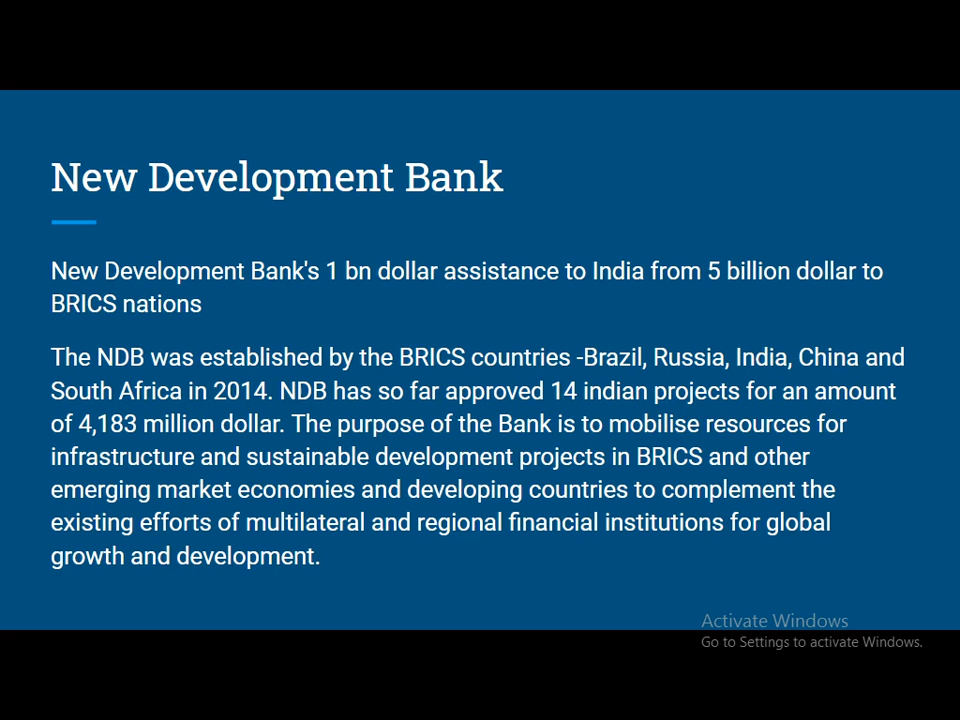 New Development Bank
New Development Bank's 1 bn dollar assistance to India from 5 billion dollar to
BRICS nations
The NDB was established by the BRICS countries -Brazil, Russia, India, China and
South Africa in 2014. NDB has so far approved 14 indian projects for an amount
of 4,183 million dollar. The purpose of the Bank is to mobilise resources for
infrastructure and sustainable development projects in BRICS and other
emerging market economies and developing countries to complement the
existing efforts of multilateral and regional financial institutions for global
growth and development.
Activate Windows
Go to Settings to activate Windows.